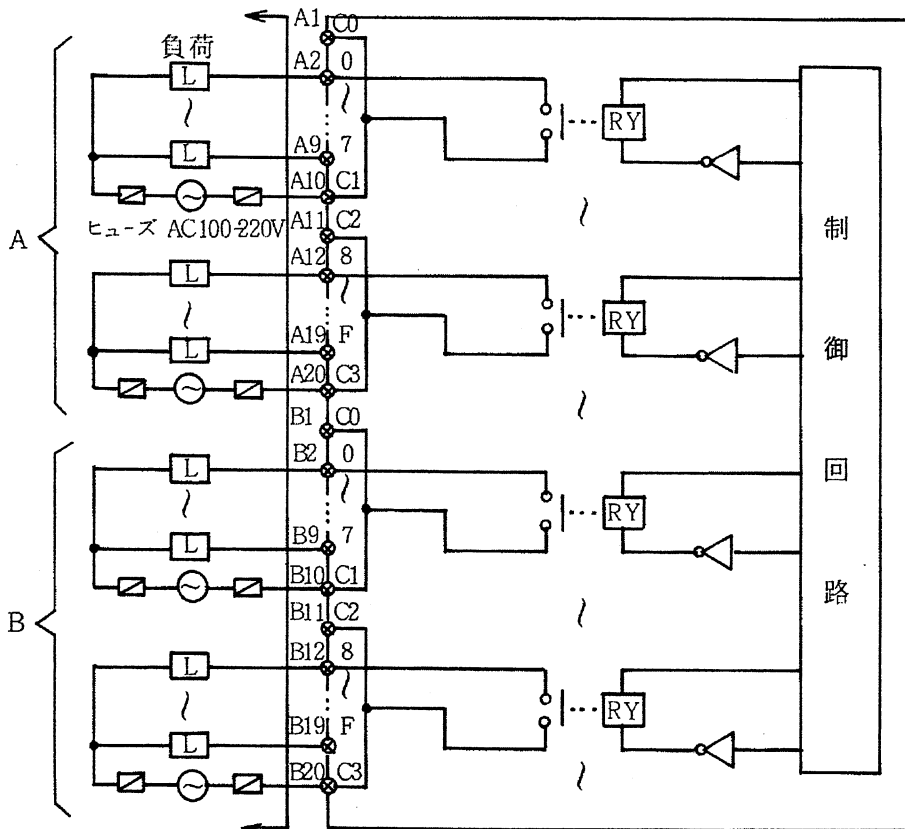 A1 C0
負荷
L A2 0
RY
L A9 7
A10 C1
ヒューズ AC100-220V A11 C2
A
L A12 8
RY
L A19 F
A20 C3
B1 C0
L B2 0
RY
L B9 7
B10 C1
B11 C2
B
L B12 8
RY
L B19 F
B20 C3
制御回路